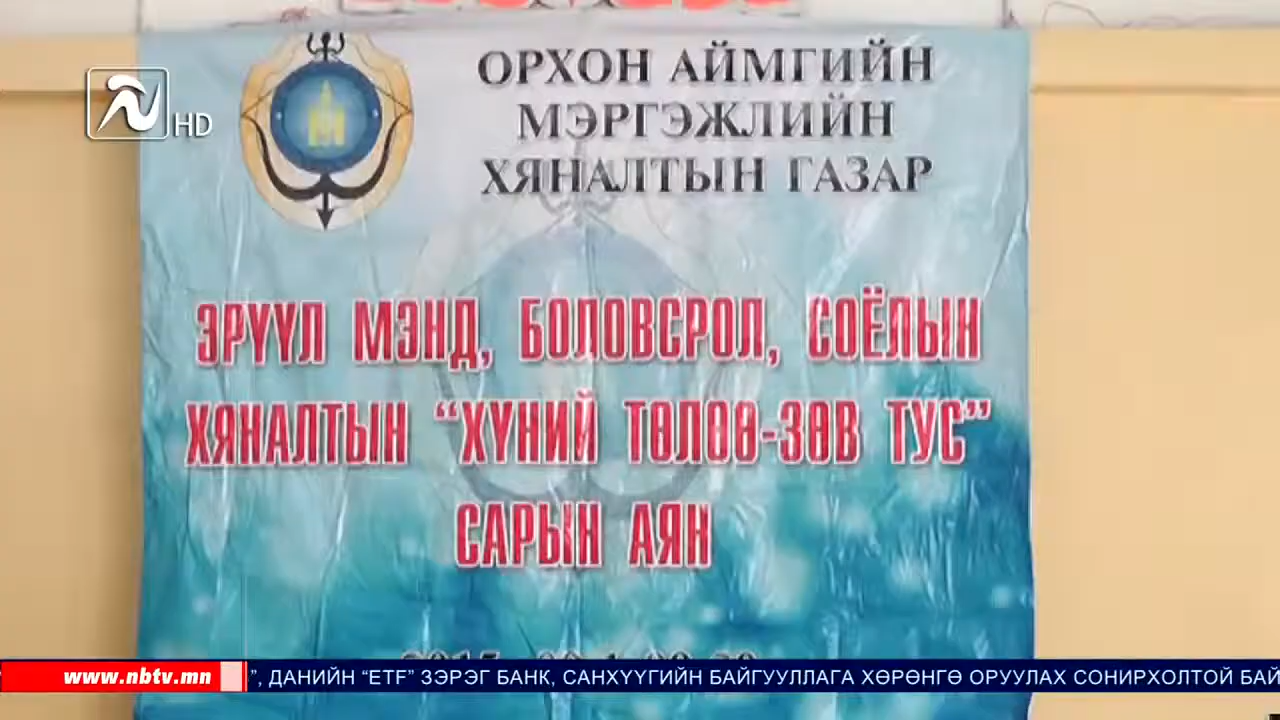 HD
ОРХОН АЙМГИЙН
МЭРГЭЖЛИЙН
ХЯНАЛТЫН ГАЗАР
ЭРҮҮЛ МЭНД, БОЛОВСРОЛ, СОЁЛЫН
ХЯНАЛТЫН “ХҮНИЙ ТӨЛӨӨ-ЗӨВ ТУС”
САРЫН АЯН
www.nbtv.mn
”, ДАНИЙН “ETF” ЗЭРЭГ БАНК, САНХҮҮГИЙН БАЙГУУЛЛАГА ХӨРӨНГӨ ОРУУЛАХ СОНИРХОЛТОЙ БАЙ